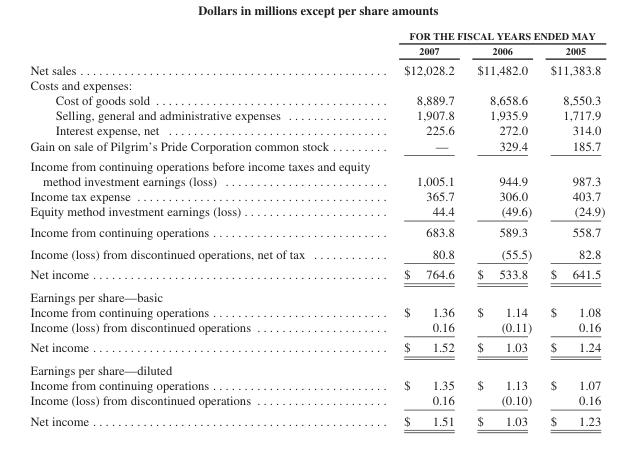 Dollars in millions except per share amounts
FOR THE FISCAL YEARS ENDED MAY
2007 2006 2005
Net sales $12,028.2 $11,482.0 $11,383.8
Costs and expenses:
Cost of goods sold 8,889.7 8,658.6 8,550.3
Selling, general and administrative expenses 1,907.8 1,935.9 1,717.9
Interest expense, net 225.6 272.0 314.0
Gain on sale of Pilgrim's Pride Corporation common stock — 329.4 185.7
Income from continuing operations before income taxes and equity
method investment earnings (loss) 1,005.1 944.9 987.3
Income tax expense 365.7 306.0 403.7
Equity method investment earnings (loss) 44.4 (49.6) (24.9)
Income from continuing operations 683.8 589.3 558.7
Income (loss) from discontinued operations, net of tax 80.8 (55.5) 82.8
Net income $ 764.6 $ 533.8 $ 641.5
Earnings per share—basic
Income from continuing operations $ 1.36 $ 1.14 $ 1.08
Income (loss) from discontinued operations 0.16 (0.11) 0.16
Net income $ 1.52 $ 1.03 $ 1.24
Earnings per share—diluted
Income from continuing operations $ 1.35 $ 1.13 $ 1.07
Income (loss) from discontinued operations 0.16 (0.10) 0.16
Net income $ 1.51 $ 1.03 $ 1.23